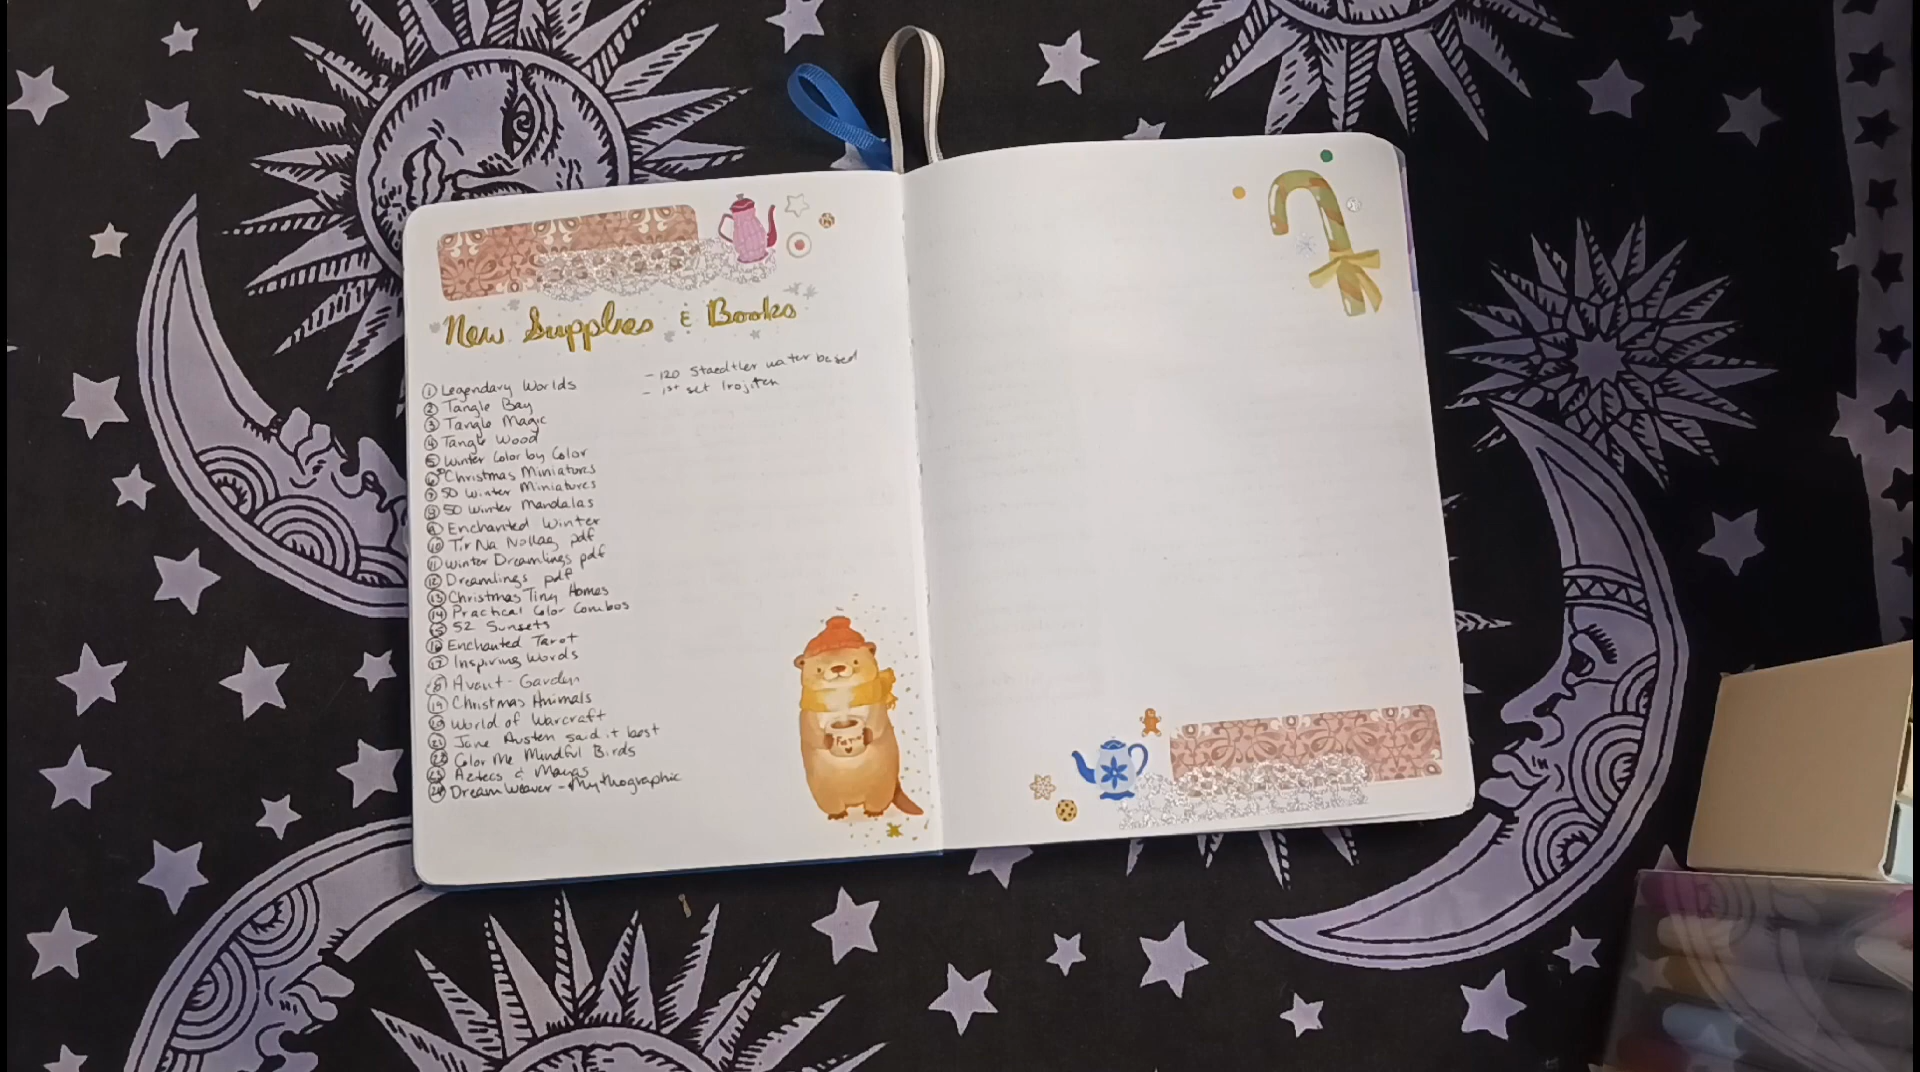 New Supplies & Books
① Legendary Worlds
② Tangle Bay
③ Tangle Magic
④ Tangle Wood
⑤ Winter Color by Color
⑥ 50 Christmas Miniatures
⑦ 50 Winter Miniatures
⑧ 50 Winter Mandalas
⑨ Enchanted Winter
⑩ Tir Na Nollag pdf
⑪ Winter Dreamlings pdf
⑫ Dreamlings pdf
⑬ Christmas Tiny Homes
⑭ Practical Color Combos
⑮ 52 Sunsets
⑯ Enchanted Tarot
⑰ Inspiring Words
⑱ Avant-Garden
⑲ Christmas Animals
⑳ World of Warcraft
㉑ Jane Austen said it best
㉒ Color Me Mindful Birds
㉓ Aztecs & Mayas
㉔ Dream Weaver - Mythographic
- 120 Staedtler water based
- 1st set Irojiten